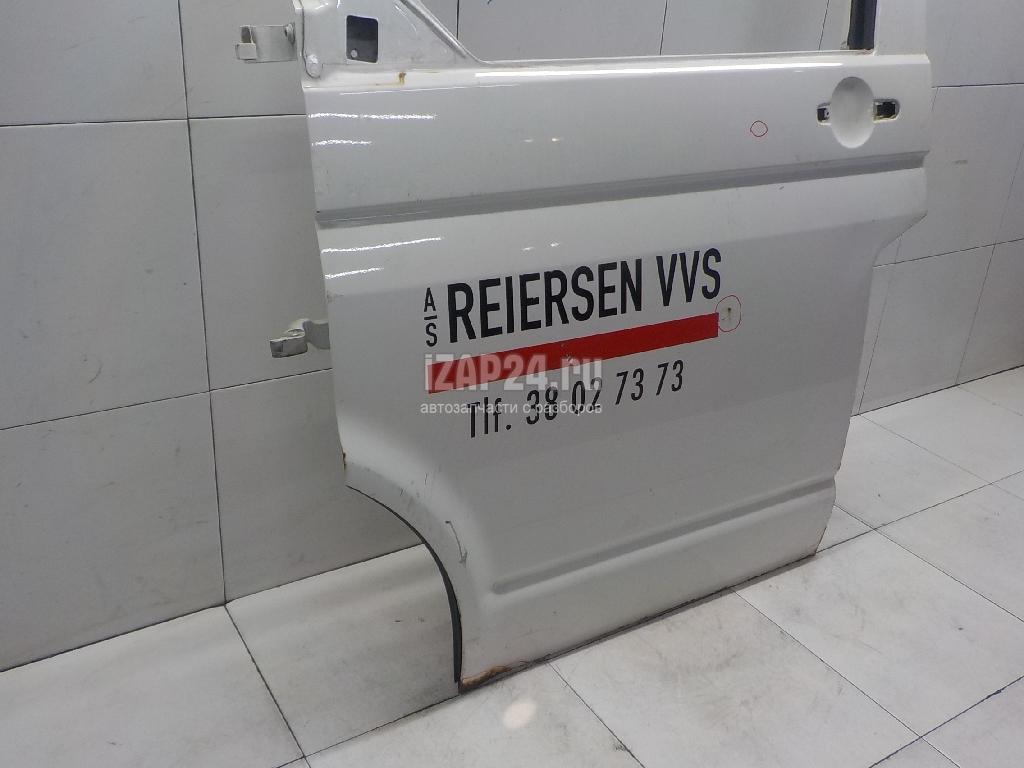 A/S REIERSEN VVS
iZAP24.ru
Tlf. 38 02 73 73
автозапчасти с разборов